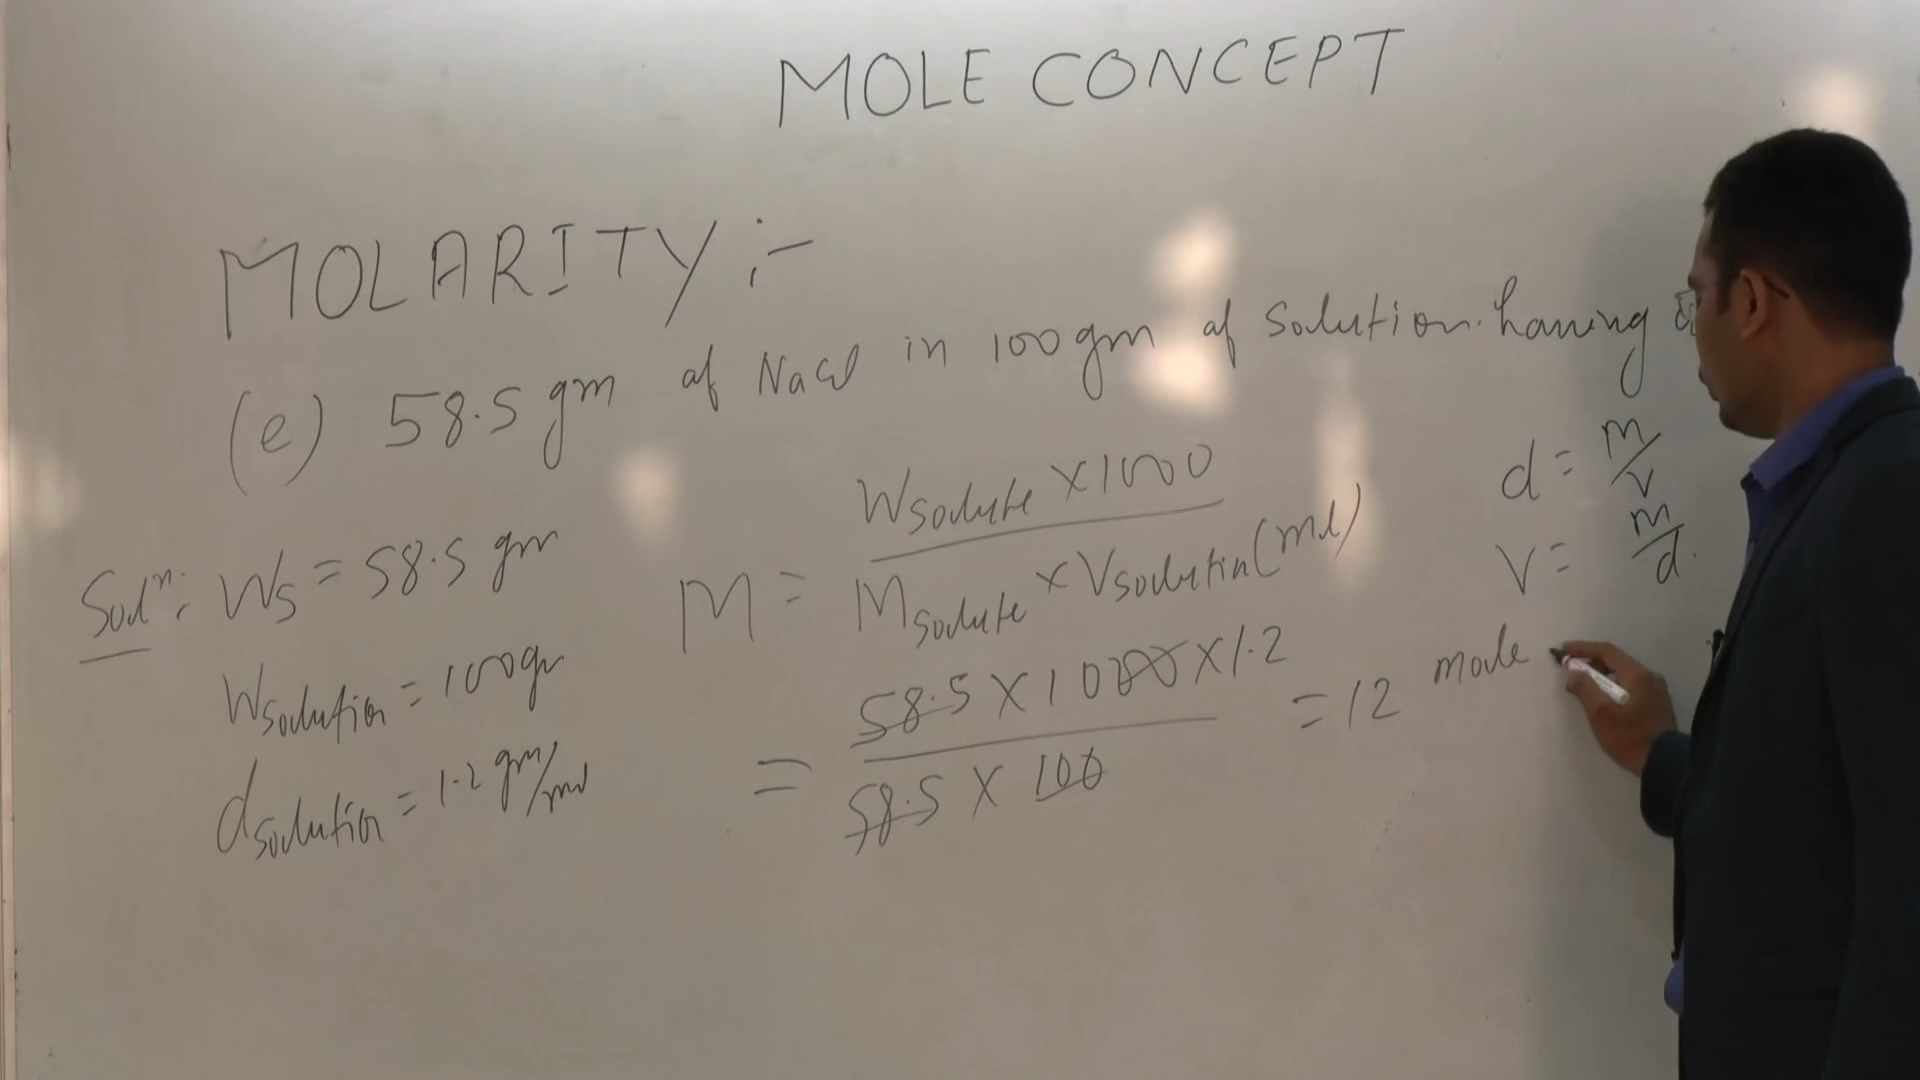 MOLE CONCEPT
MOLARITY :-
(e) 58.5 gm of NaCl in 100 gm of solution. having
Solⁿ: Ws = 58.5 gm
Wsolution = 100 gm
dsolution = 1.2 gm/ml
M = Wsolute × 1000 / Msolute × Vsolution (ml)
= 58.5 × 1000 × 1.2 / 58.5 × 100 = 12 mole
d = m/v
V = m/d